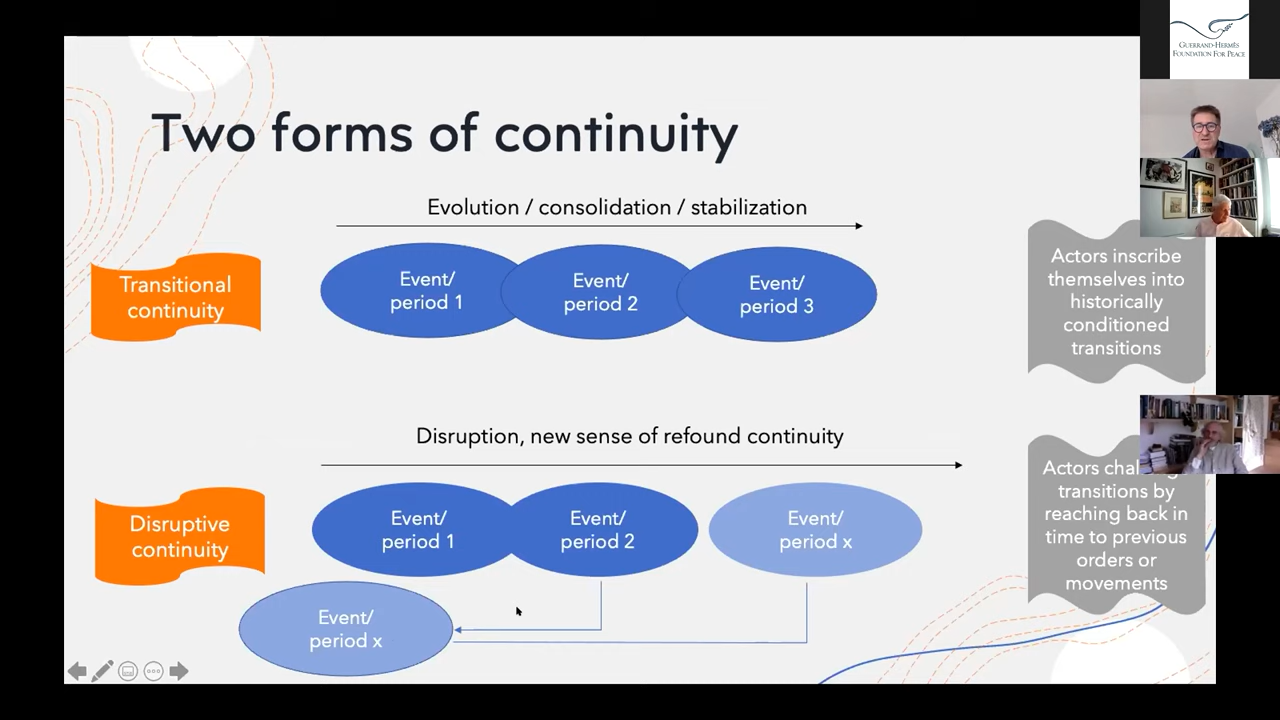 GUERRAND-HERMÈS
FOUNDATION FOR PEACE
Two forms of continuity
Evolution / consolidation / stabilization
Transitional
continuity
Event/
period 1
Event/
period 2
Event/
period 3
Actors inscribe
themselves into
historically
conditioned
transitions
Disruption, new sense of refound continuity
Disruptive
continuity
Event/
period 1
Event/
period 2
Event/
period x
Event/
period x
Actors
transitions by
reaching back in
time to previous
orders or
movements